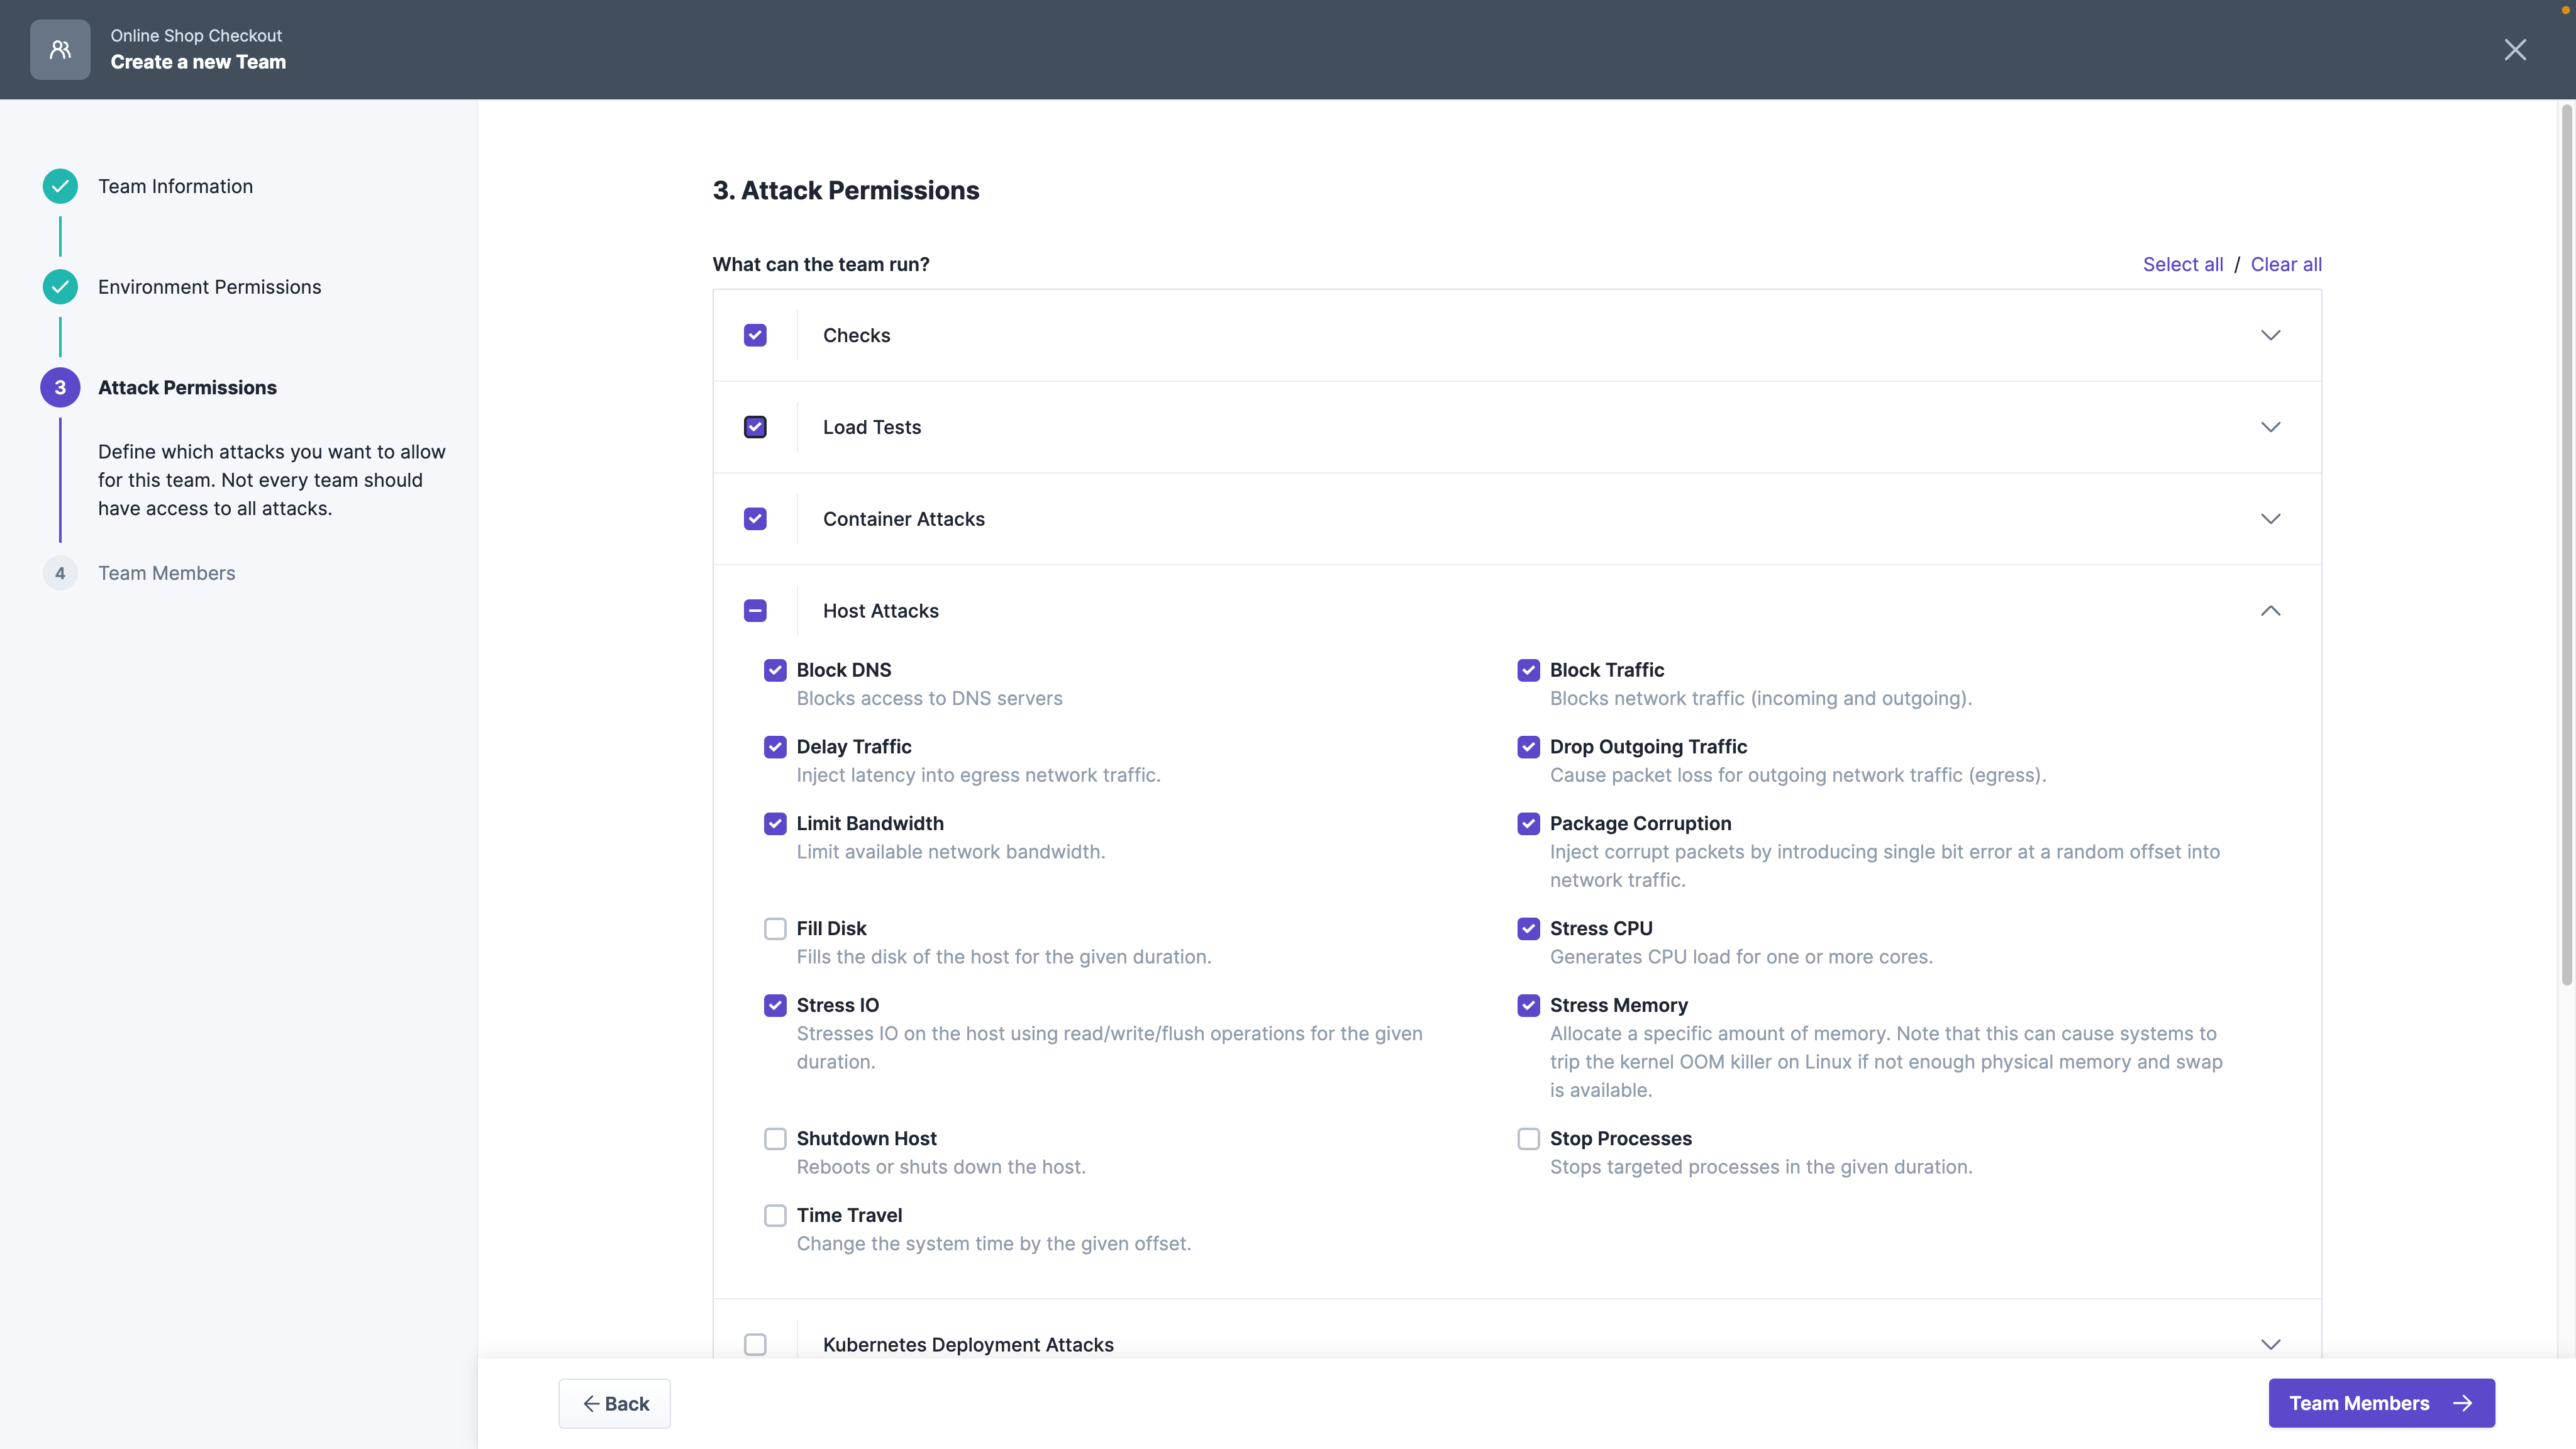 Online Shop Checkout
Create a new Team
Team Information
Environment Permissions
3 Attack Permissions
Define which attacks you want to allow
for this team. Not every team should
have access to all attacks.
4 Team Members
3. Attack Permissions
What can the team run?
Select all / Clear all
Checks
Load Tests
Container Attacks
Host Attacks
Block DNS
Blocks access to DNS servers
Block Traffic
Blocks network traffic (incoming and outgoing).
Delay Traffic
Inject latency into egress network traffic.
Drop Outgoing Traffic
Cause packet loss for outgoing network traffic (egress).
Limit Bandwidth
Limit available network bandwidth.
Package Corruption
Inject corrupt packets by introducing single bit error at a random offset into
network traffic.
Fill Disk
Fills the disk of the host for the given duration.
Stress CPU
Generates CPU load for one or more cores.
Stress IO
Stresses IO on the host using read/write/flush operations for the given
duration.
Stress Memory
Allocate a specific amount of memory. Note that this can cause systems to
trip the kernel OOM killer on Linux if not enough physical memory and swap
is available.
Shutdown Host
Reboots or shuts down the host.
Stop Processes
Stops targeted processes in the given duration.
Time Travel
Change the system time by the given offset.
Kubernetes Deployment Attacks
Back
Team Members